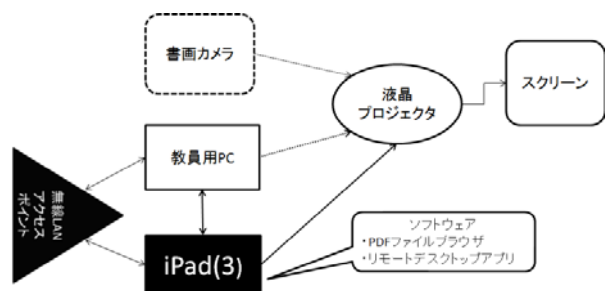 書画カメラ
液晶
プロジェクタ
スクリーン
教員用PC
無線LAN
アクセス
ポイント
iPad(3)
ソフトウェア
・PDFファイルブラウザ
・リモートデスクトップアプリ